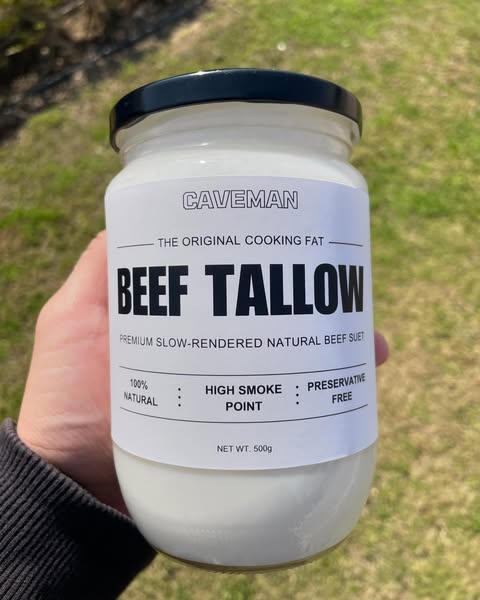 CAVEMAN
THE ORIGINAL COOKING FAT
BEEF TALLOW
PREMIUM SLOW-RENDERED NATURAL BEEF SUET
100%
NATURAL
HIGH SMOKE
POINT
PRESERVATIVE
FREE
NET WT. 500g